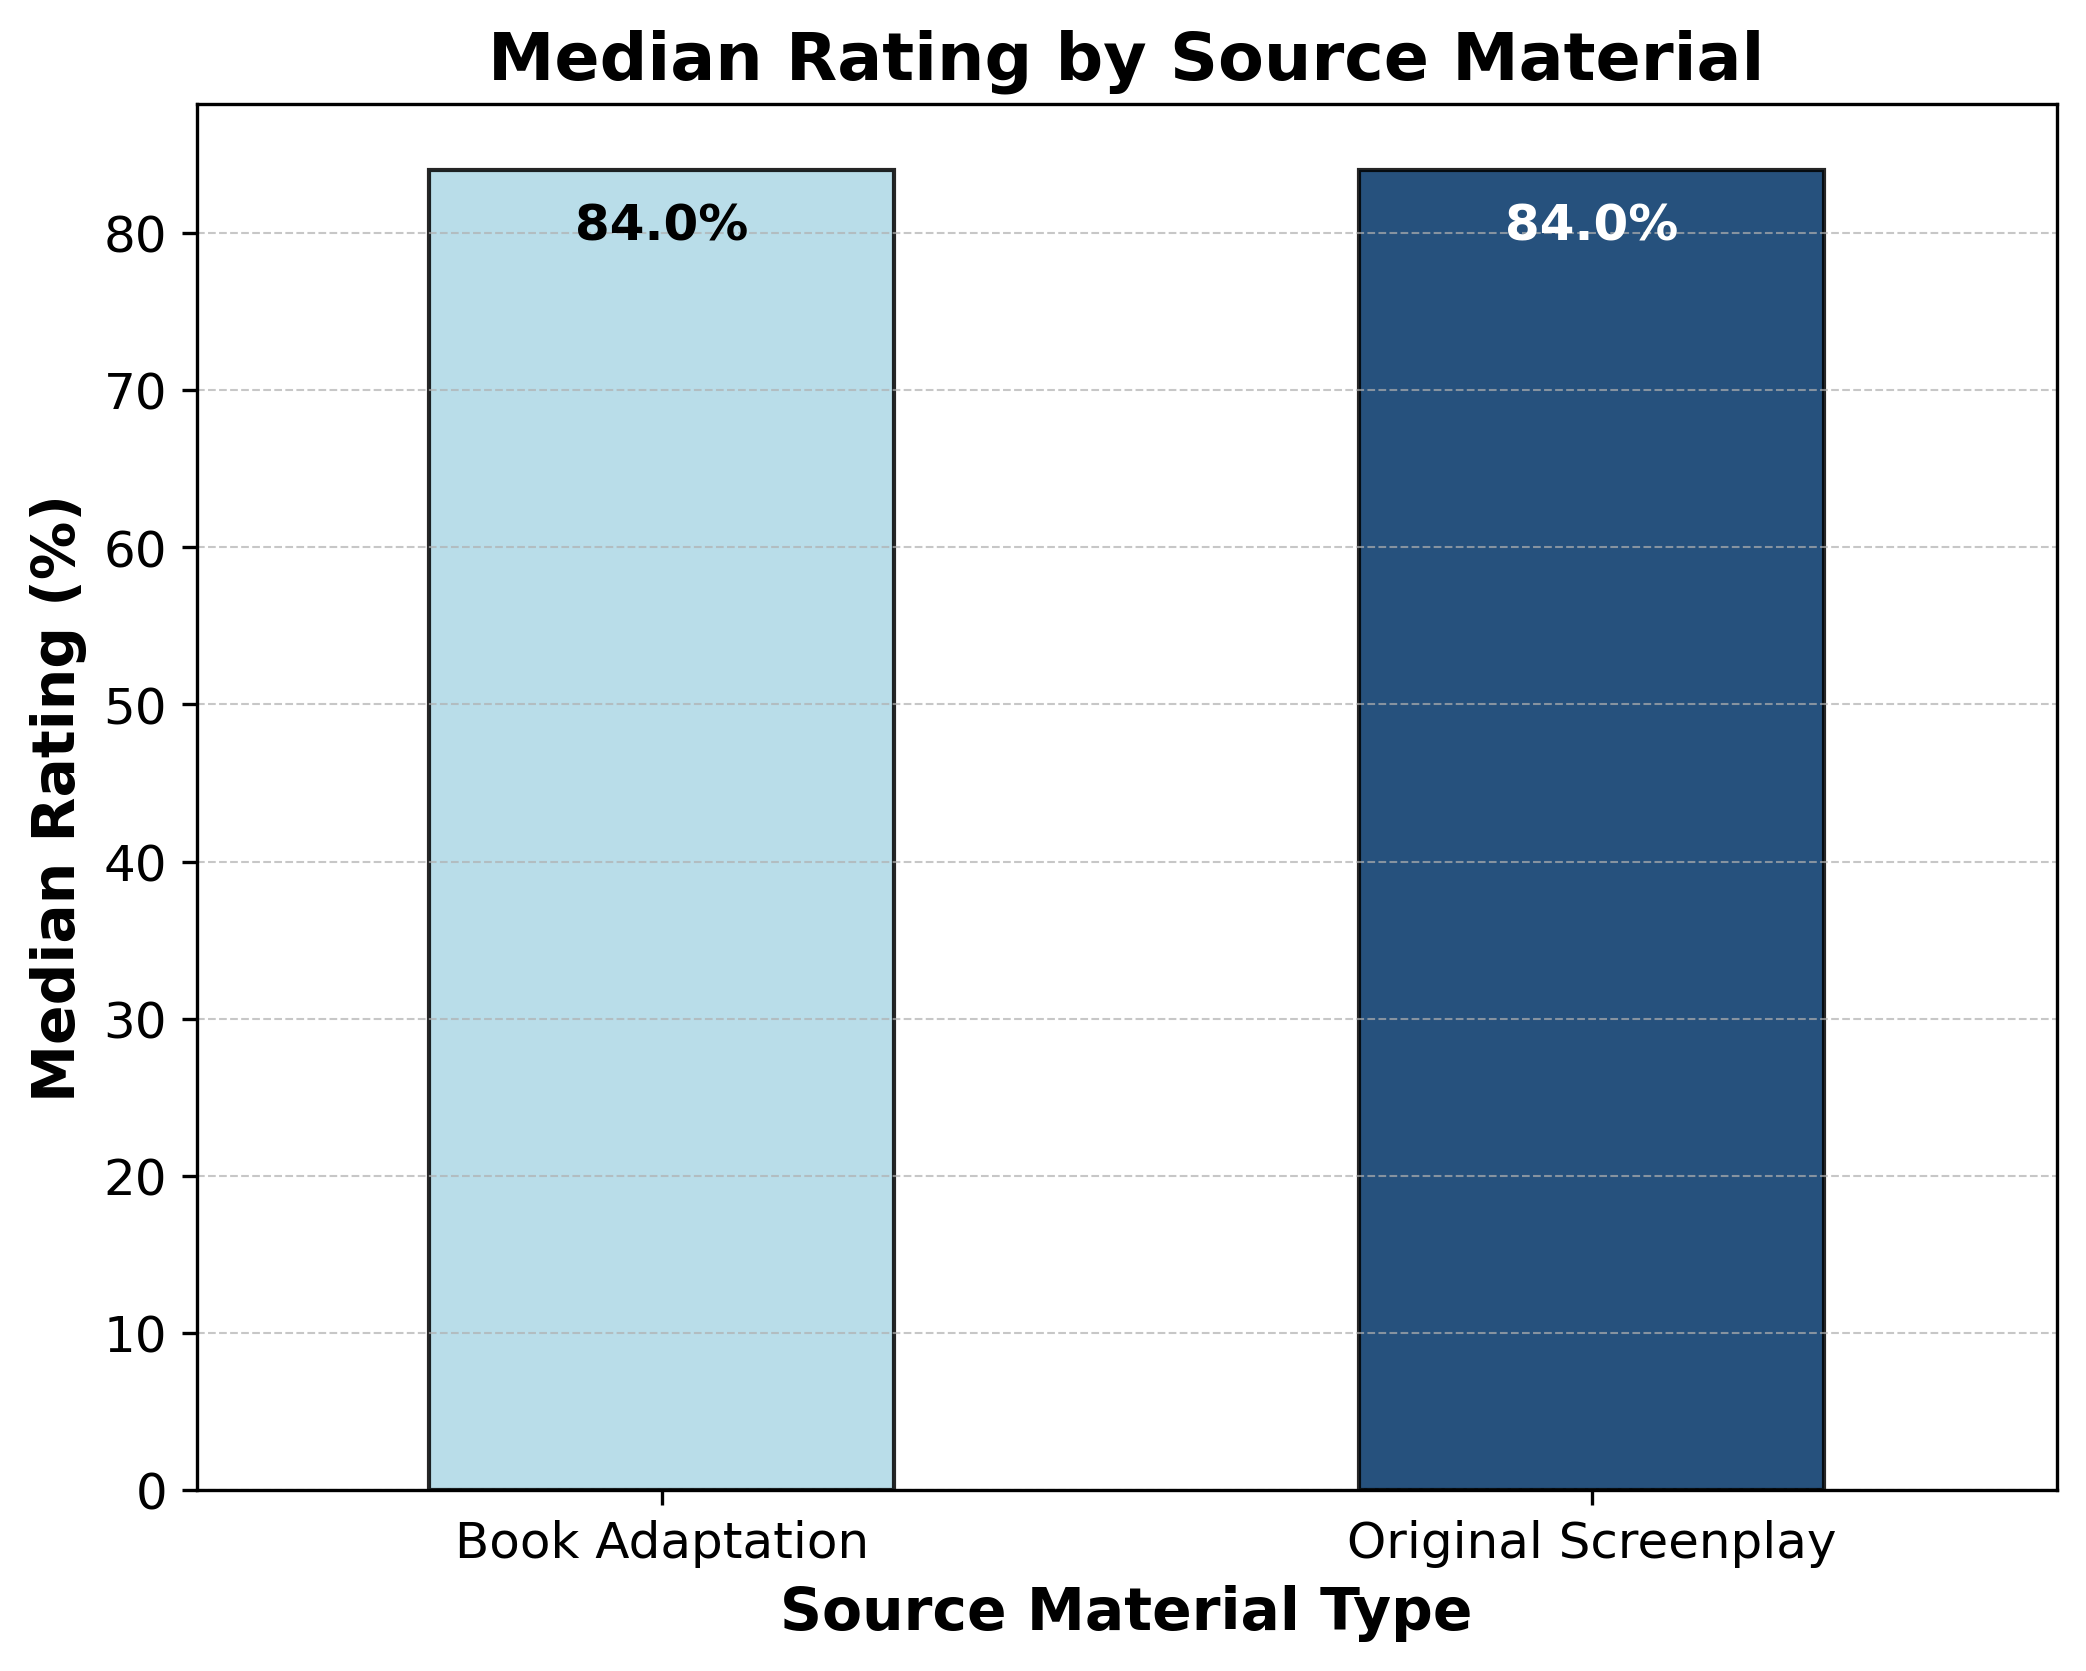 Median Rating by Source Material
Median Rating (%)
80
70
60
50
40
30
20
10
0
84.0%
84.0%
Book Adaptation
Original Screenplay
Source Material Type